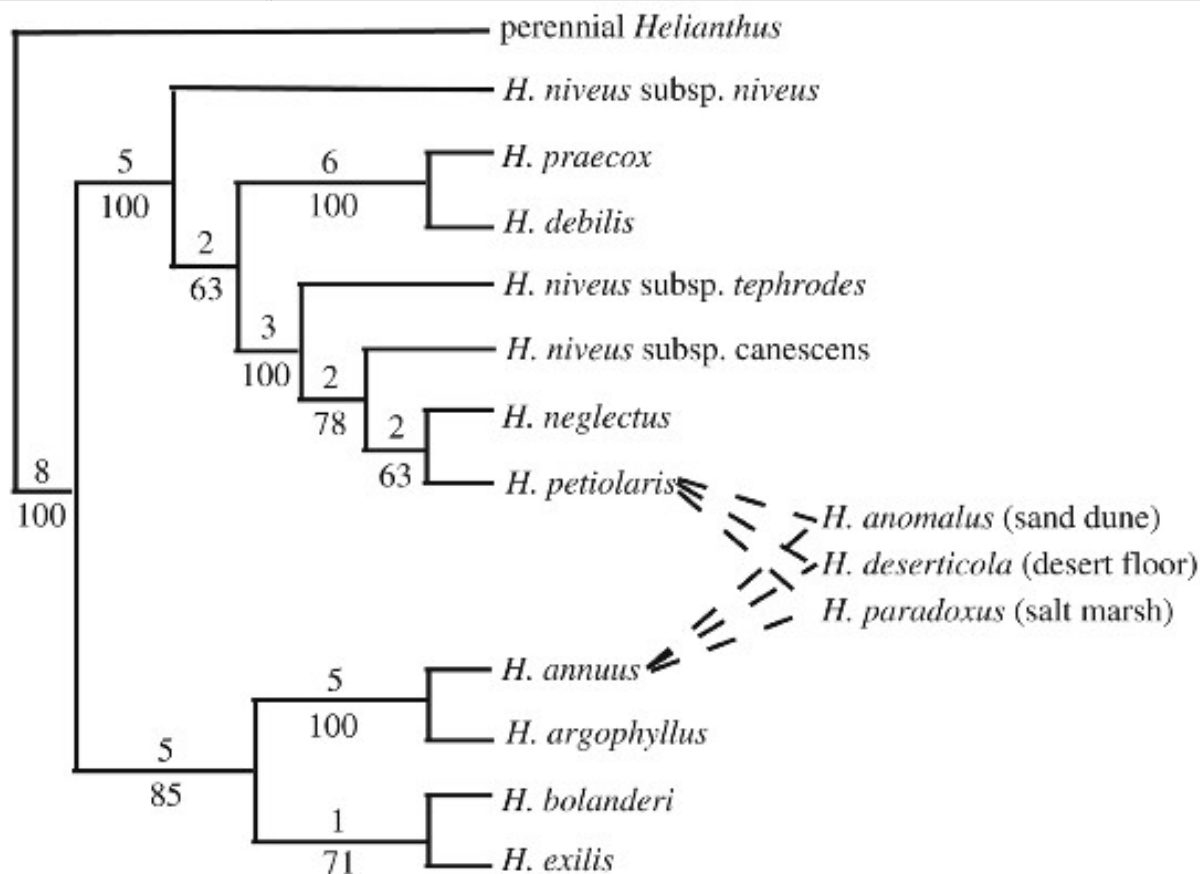 perennial Helianthus
H. niveus subsp. niveus
5
6
H. praecox
100
100
H. debilis
2
63
H. niveus subsp. tephrodes
3
100
H. niveus subsp. canescens
2
78
H. neglectus
2
63
8
100
H. petiolaris
H. anomalus (sand dune)
H. deserticola (desert floor)
H. paradoxus (salt marsh)
H. annuus
5
100
H. argophyllus
5
85
H. bolanderi
1
71
H. exilis